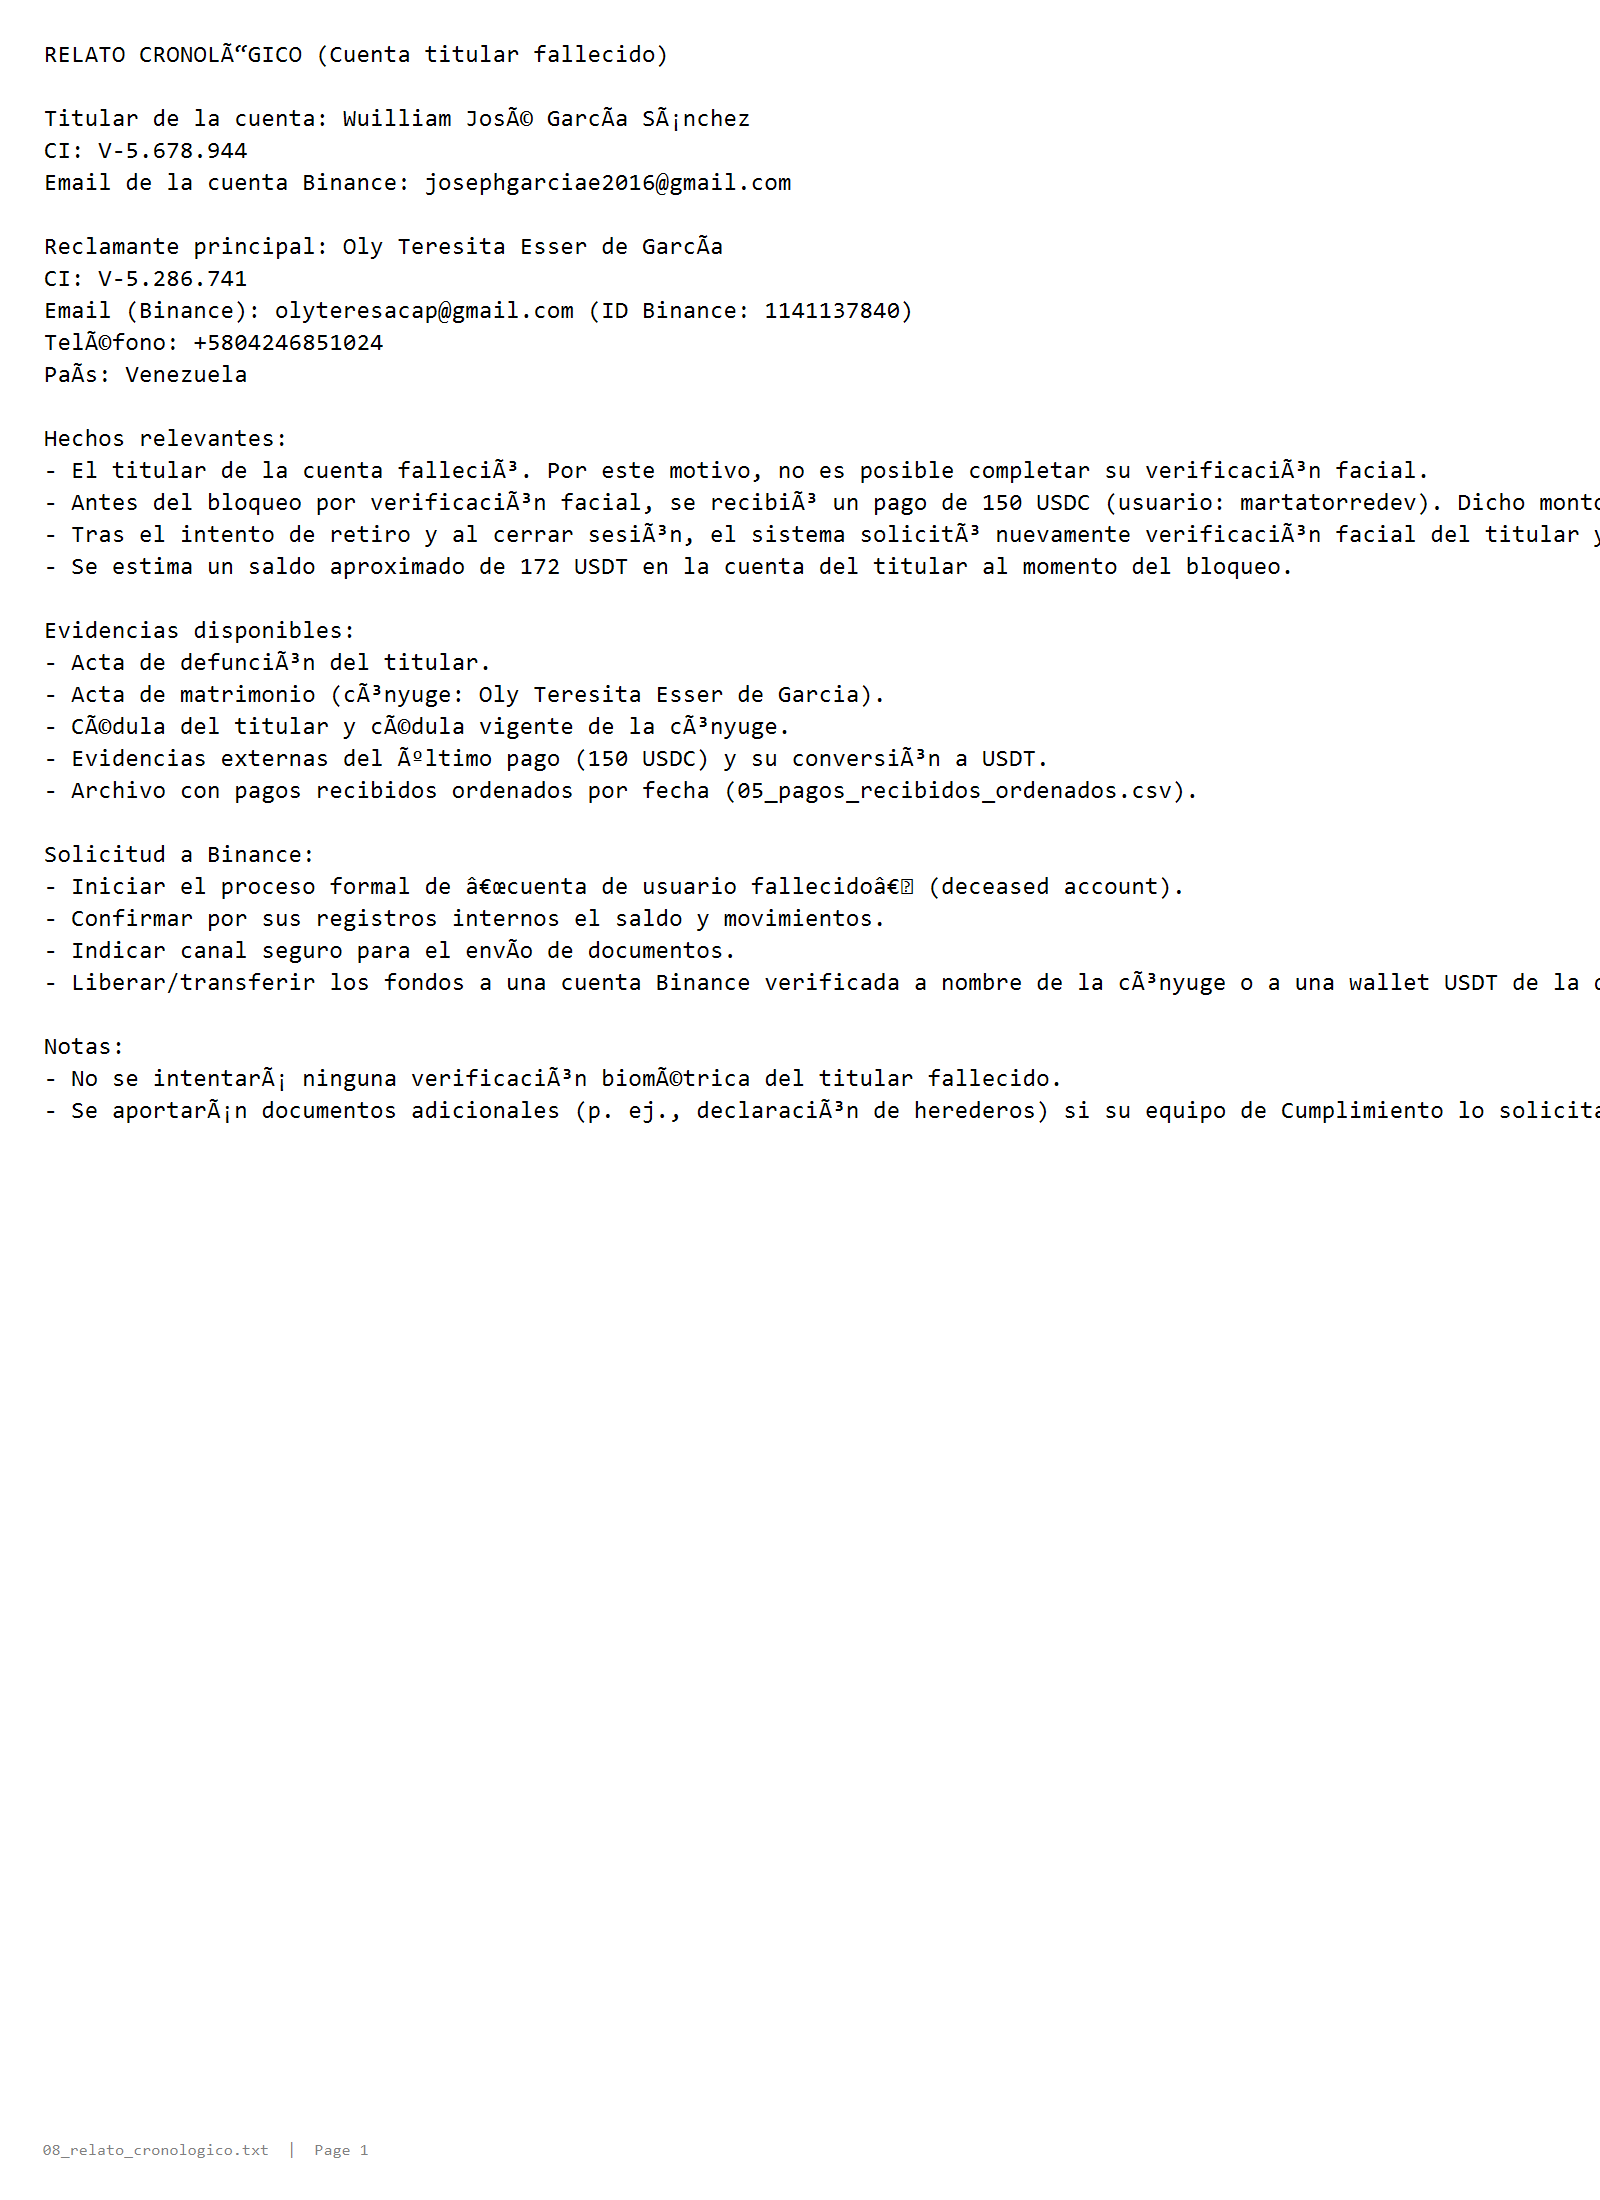 RELATO CRONOLÃ“GICO (Cuenta titular fallecido)
Titular de la cuenta: Wuilliam JosÃ© GarcÃa SÃ¡nchez
CI: V-5.678.944
Email de la cuenta Binance: josephgarciae2016@gmail.com
Reclamante principal: Oly Teresita Esser de GarcÃa
CI: V-5.286.741
Email (Binance): olyteresacap@gmail.com (ID Binance: 1141137840)
TelÃ©fono: +5804246851024
PaÃs: Venezuela
Hechos relevantes:
- El titular de la cuenta falleciÃ³. Por este motivo, no es posible completar su verificaciÃ³n facial.
- Antes del bloqueo por verificaciÃ³n facial, se recibiÃ³ un pago de 150 USDC (usuario: martatorredev). Dicho monto
- Tras el intento de retiro y al cerrar sesiÃ³n, el sistema solicitÃ³ nuevamente verificaciÃ³n facial del titular y
- Se estima un saldo aproximado de 172 USDT en la cuenta del titular al momento del bloqueo.
Evidencias disponibles:
- Acta de defunciÃ³n del titular.
- Acta de matrimonio (cÃ³nyuge: Oly Teresita Esser de Garcia).
- CÃ©dula del titular y cÃ©dula vigente de la cÃ³nyuge.
- Evidencias externas del Ãºltimo pago (150 USDC) y su conversiÃ³n a USDT.
- Archivo con pagos recibidos ordenados por fecha (05_pagos_recibidos_ordenados.csv).
Solicitud a Binance:
- Iniciar el proceso formal de â€œcuenta de usuario fallecidoâ€ (deceased account).
- Confirmar por sus registros internos el saldo y movimientos.
- Indicar canal seguro para el envÃo de documentos.
- Liberar/transferir los fondos a una cuenta Binance verificada a nombre de la cÃ³nyuge o a una wallet USDT de la
Notas:
- No se intentarÃ¡ ninguna verificaciÃ³n biomÃ©trica del titular fallecido.
- Se aportarÃ¡n documentos adicionales (p. ej., declaraciÃ³n de herederos) si su equipo de Cumplimiento lo solicita
08_relato_cronologico.txt | Page 1